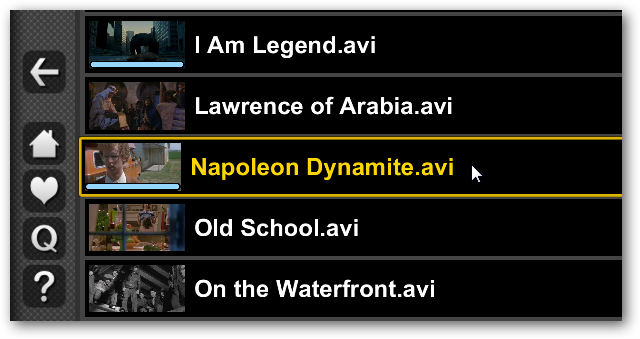 I Am Legend.avi
Lawrence of Arabia.avi
Napoleon Dynamite.avi
Old School.avi
Q
?
On the Waterfront.avi